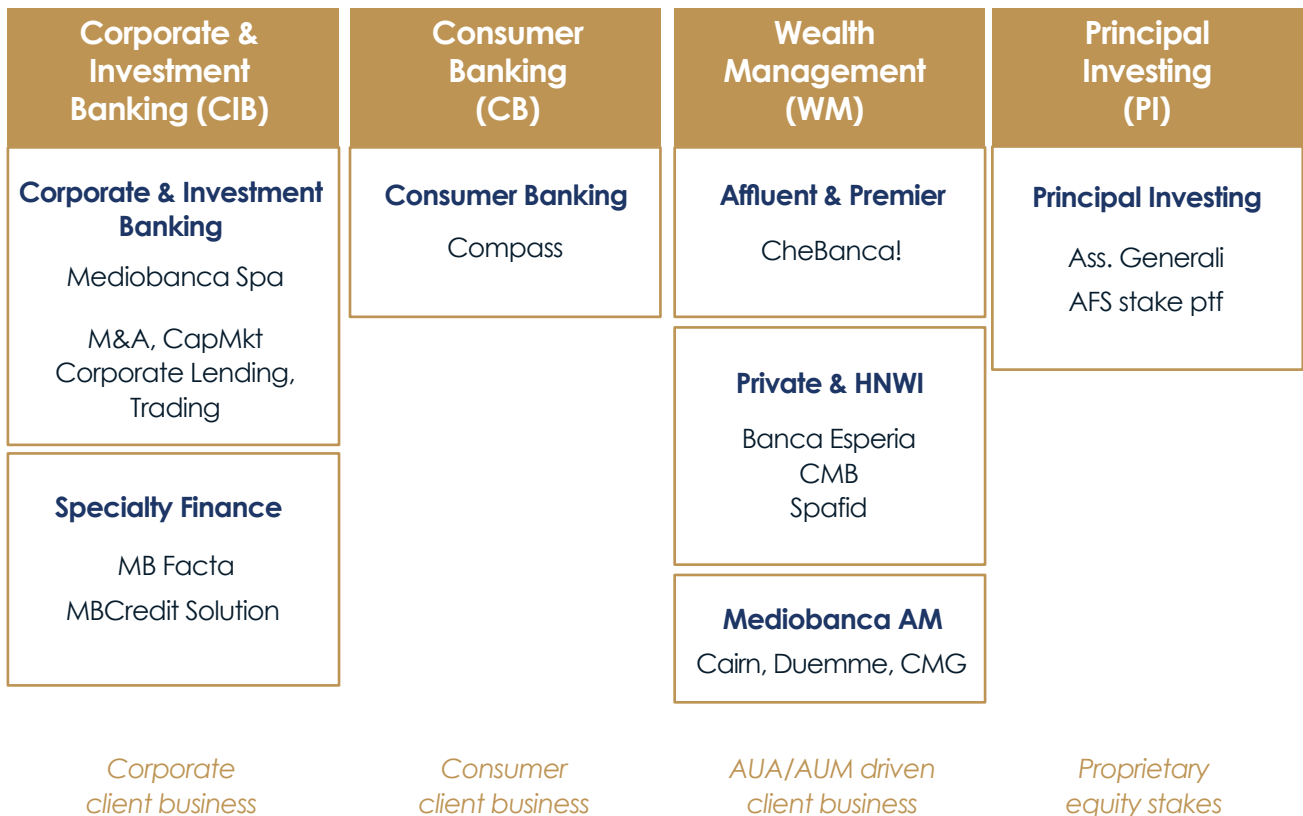 Corporate &
Investment
Banking (CIB)
Corporate & Investment
Banking
Mediobanca Spa
M&A, CapMkt
Corporate Lending,
Trading
Specialty Finance
MB Facta
MBCredit Solution
Corporate
client business
Consumer
Banking
(CB)
Consumer Banking
Compass
Consumer
client business
Wealth
Management
(WM)
Affluent & Premier
CheBanca!
Private & HNWI
Banca Esperia
CMB
Spafid
Mediobanca AM
Cairn, Duemme, CMG
AUA/AUM driven
client business
Principal
Investing
(PI)
Principal Investing
Ass. Generali
AFS stake ptf
Proprietary
equity stakes